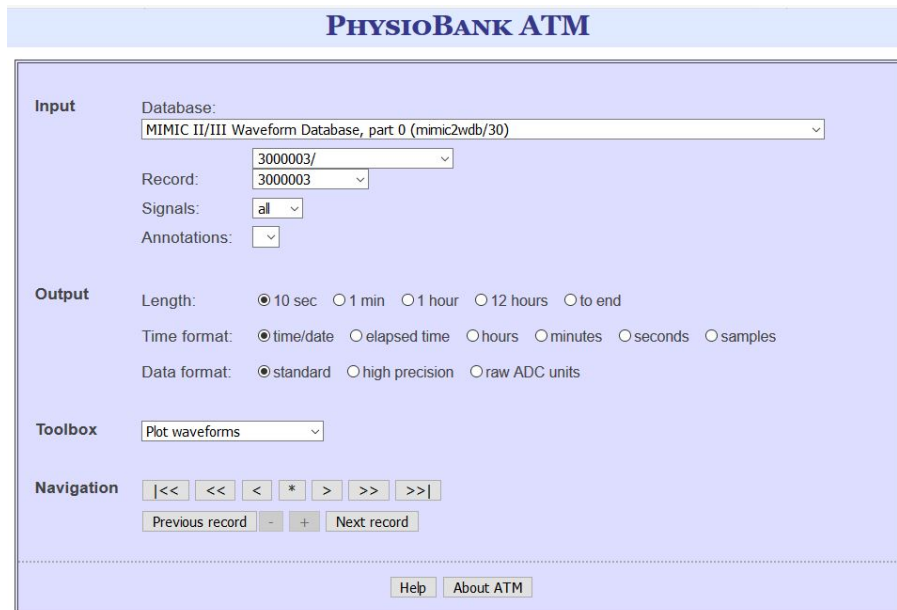 PHYSIOBANK ATM
Input
Database:
MIMIC II/III Waveform Database, part 0 (mimic2wdb/30)
3000003/
Record: 3000003
Signals: all
Annotations:
Output
Length: 10 sec 1 min 1 hour 12 hours to end
Time format: time/date elapsed time hours minutes seconds samples
Data format: standard high precision raw ADC units
Toolbox Plot waveforms
Navigation |<< << < * > >> >>|
Previous record - + Next record
Help About ATM